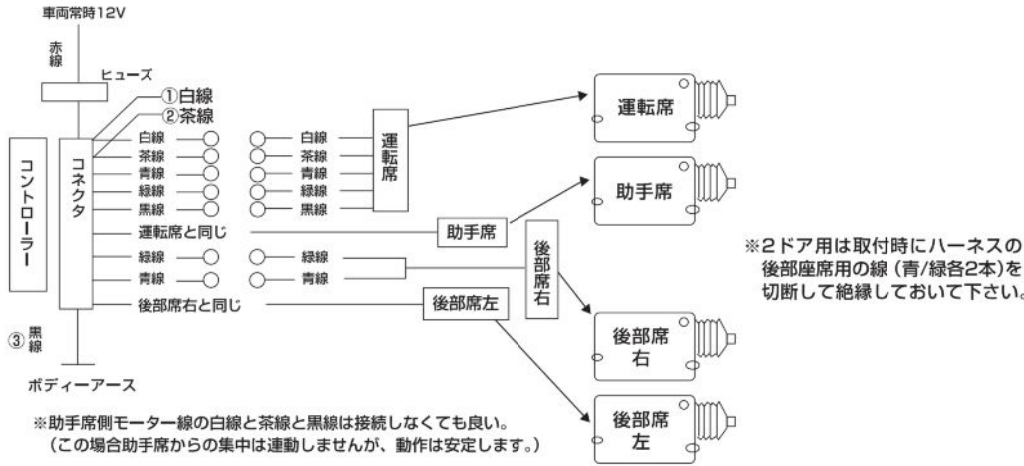 車両常時12V
赤線
ヒューズ
①白線
②茶線
コントローラー
コネクタ
白線
茶線
青線
緑線
黒線
白線
茶線
青線
緑線
黒線
運転席
運転席と同じ
助手席
緑線
青線
緑線
青線
後部席右
後部席右と同じ
後部席左
運転席
助手席
後部席
右
後部席
左
③黒線
ボディーアース
※2ドア用は取付時にハーネスの
後部座席用の線(青/緑各2本)を
切断して絶縁しておいて下さい。
※助手席側モーター線の白線と茶線と黒線は接続しなくても良い。
(この場合助手席からの集中は連動しませんが、動作は安定します。)